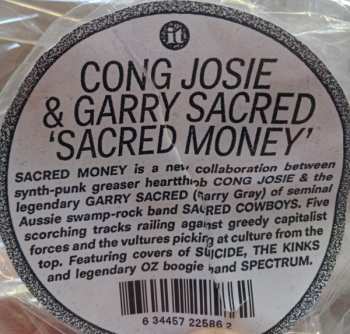 it
CONG JOSIE
& GARRY SACRED
'SACRED MONEY'
SACRED MONEY is a new collaboration between
synth-punk greaser heartthrob CONG JOSIE & the
legendary GARRY SACRED (Garry Gray) of seminal
Aussie swamp-rock band SACRED COWBOYS. Five
scorching tracks railing against greedy capitalist
forces and the vultures picking at culture from the
top. Featuring covers of SUICIDE, THE KINKS
and legendary OZ boogie band SPECTRUM.
6 34457 22586 2